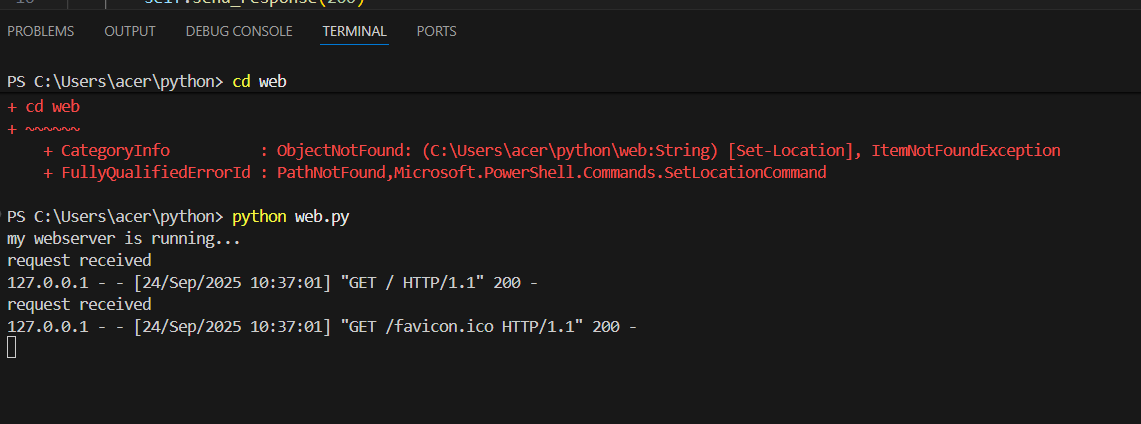 self.send_response(200)
PROBLEMS OUTPUT DEBUG CONSOLE TERMINAL PORTS
PS C:\Users\acer\python> cd web
+ cd web
+ ~~~~~~
+ CategoryInfo : ObjectNotFound: (C:\Users\acer\python\web:String) [Set-Location], ItemNotFoundException
+ FullyQualifiedErrorId : PathNotFound,Microsoft.PowerShell.Commands.SetLocationCommand
PS C:\Users\acer\python> python web.py
my webserver is running...
request received
127.0.0.1 - - [24/Sep/2025 10:37:01] "GET / HTTP/1.1" 200 -
request received
127.0.0.1 - - [24/Sep/2025 10:37:01] "GET /favicon.ico HTTP/1.1" 200 -